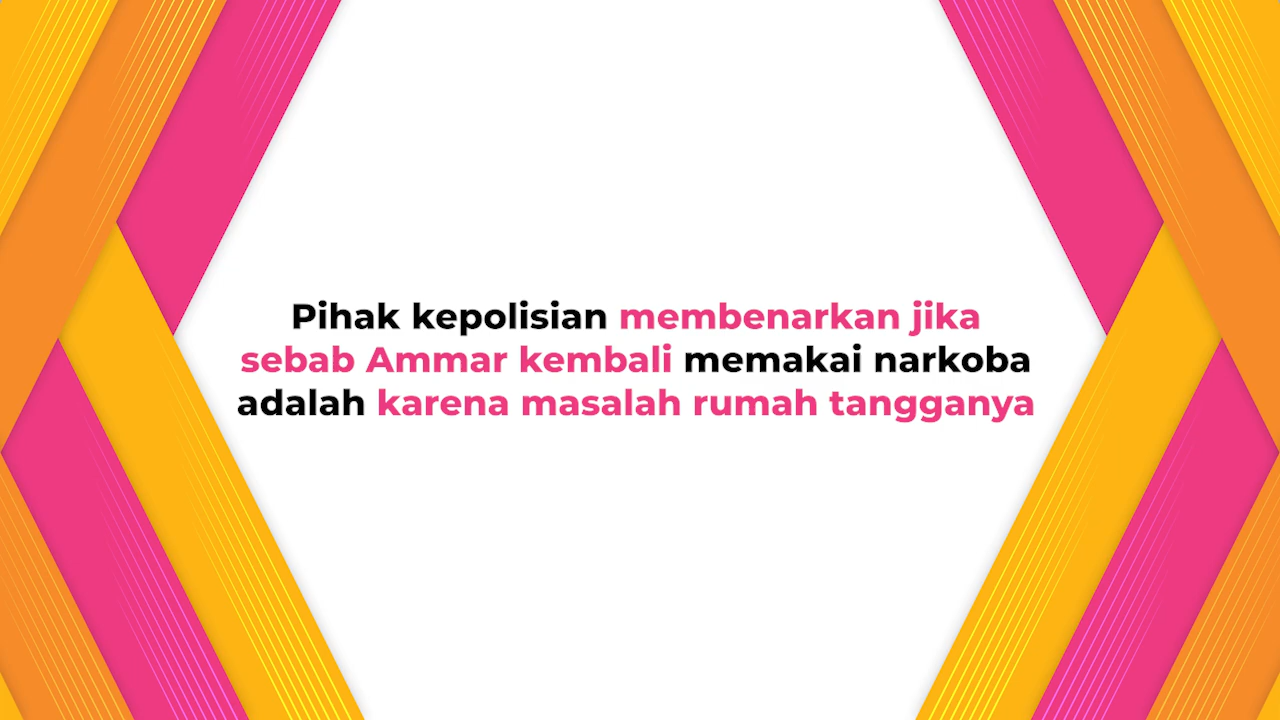 Pihak kepolisian membenarkan jika
sebab Ammar kembali memakai narkoba
adalah karena masalah rumah tangganya